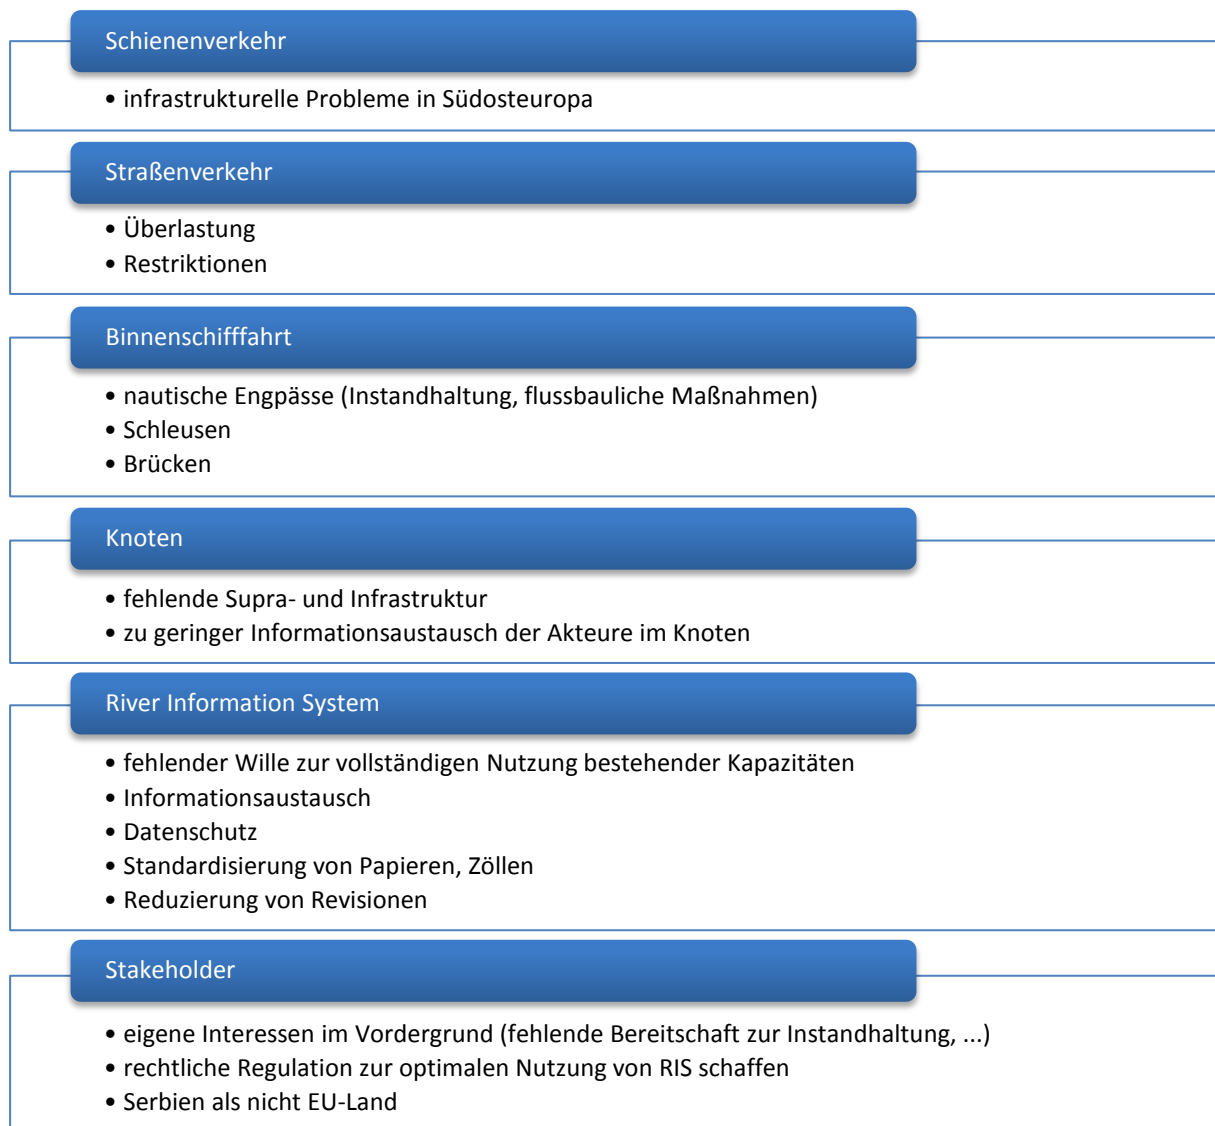 Schienenverkehr
• infrastrukturelle Probleme in Südosteuropa
Straßenverkehr
• Überlastung
• Restriktionen
Binnenschifffahrt
• nautische Engpässe (Instandhaltung, flussbauliche Maßnahmen)
• Schleusen
• Brücken
Knoten
• fehlende Supra- und Infrastruktur
• zu geringer Informationsaustausch der Akteure im Knoten
River Information System
• fehlender Wille zur vollständigen Nutzung bestehender Kapazitäten
• Informationsaustausch
• Datenschutz
• Standardisierung von Papieren, Zöllen
• Reduzierung von Revisionen
Stakeholder
• eigene Interessen im Vordergrund (fehlende Bereitschaft zur Instandhaltung, ...)
• rechtliche Regulation zur optimalen Nutzung von RIS schaffen
• Serbien als nicht EU-Land